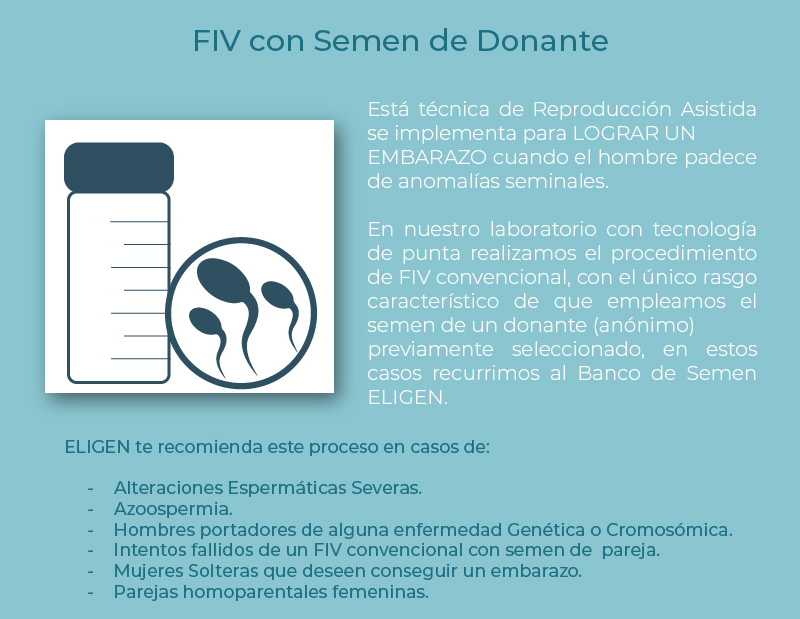 FIV con Semen de Donante
Está técnica de Reproducción Asistida
se implementa para LOGRAR UN
EMBARAZO cuando el hombre padece
de anomalías seminales.
En nuestro laboratorio con tecnología
de punta realizamos el procedimiento
de FIV convencional, con el único rasgo
característico de que empleamos el
semen de un donante (anónimo)
previamente seleccionado, en estos
casos recurrimos al Banco de Semen
ELIGEN.
ELIGEN te recomienda este proceso en casos de:
- Alteraciones Espermáticas Severas.
- Azoospermia.
- Hombres portadores de alguna enfermedad Genética o Cromosómica.
- Intentos fallidos de un FIV convencional con semen de pareja.
- Mujeres Solteras que deseen conseguir un embarazo.
- Parejas homoparentales femeninas.